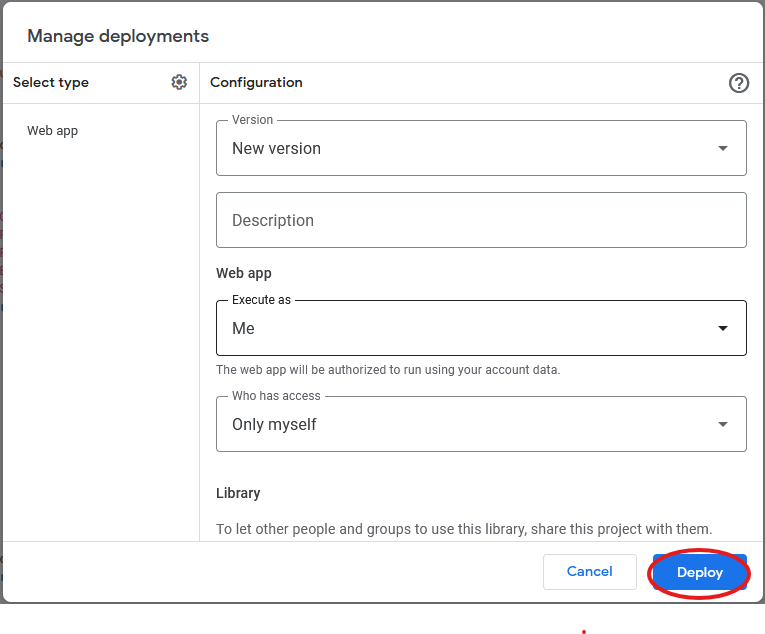 Manage deployments
Select type
Configuration
Web app
Version
New version
Description
Web app
Execute as
Me
The web app will be authorized to run using your account data.
Who has access
Only myself
Library
To let other people and groups to use this library, share this project with them.
Cancel
Deploy